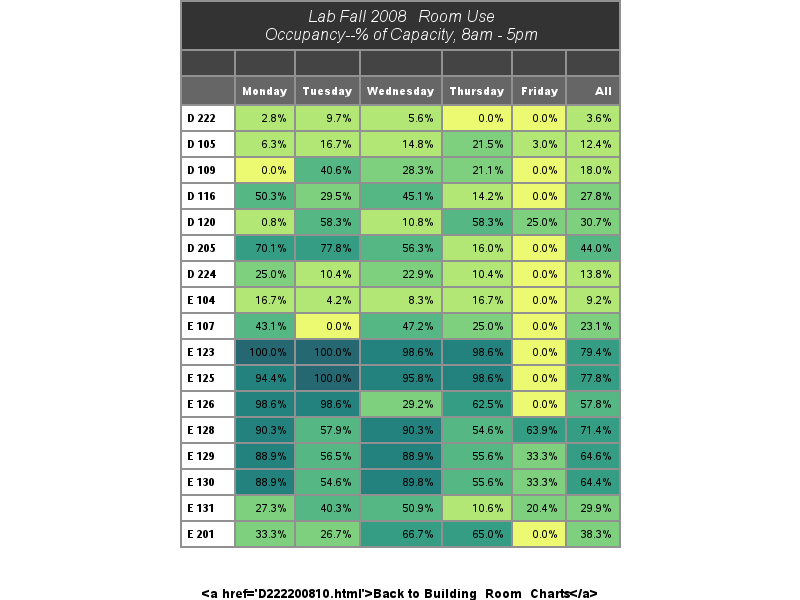 Lab Fall 2008 Room Use
Occupancy--% of Capacity, 8am - 5pm
Monday Tuesday Wednesday Thursday Friday All
D 222 2.8% 9.7% 5.6% 0.0% 0.0% 3.6%
D 105 6.3% 16.7% 14.8% 21.5% 3.0% 12.4%
D 109 0.0% 40.6% 28.3% 21.1% 0.0% 18.0%
D 116 50.3% 29.5% 45.1% 14.2% 0.0% 27.8%
D 120 0.8% 58.3% 10.8% 58.3% 25.0% 30.7%
D 205 70.1% 77.8% 56.3% 16.0% 0.0% 44.0%
D 224 25.0% 10.4% 22.9% 10.4% 0.0% 13.8%
E 104 16.7% 4.2% 8.3% 16.7% 0.0% 9.2%
E 107 43.1% 0.0% 47.2% 25.0% 0.0% 23.1%
E 123 100.0% 100.0% 98.6% 98.6% 0.0% 79.4%
E 125 94.4% 100.0% 95.8% 98.6% 0.0% 77.8%
E 126 98.6% 98.6% 29.2% 62.5% 0.0% 57.8%
E 128 90.3% 57.9% 90.3% 54.6% 63.9% 71.4%
E 129 88.9% 56.5% 88.9% 55.6% 33.3% 64.6%
E 130 88.9% 54.6% 89.8% 55.6% 33.3% 64.4%
E 131 27.3% 40.3% 50.9% 10.6% 20.4% 29.9%
E 201 33.3% 26.7% 66.7% 65.0% 0.0% 38.3%
<a href='D222200810.html'>Back to Building Room Charts</a>